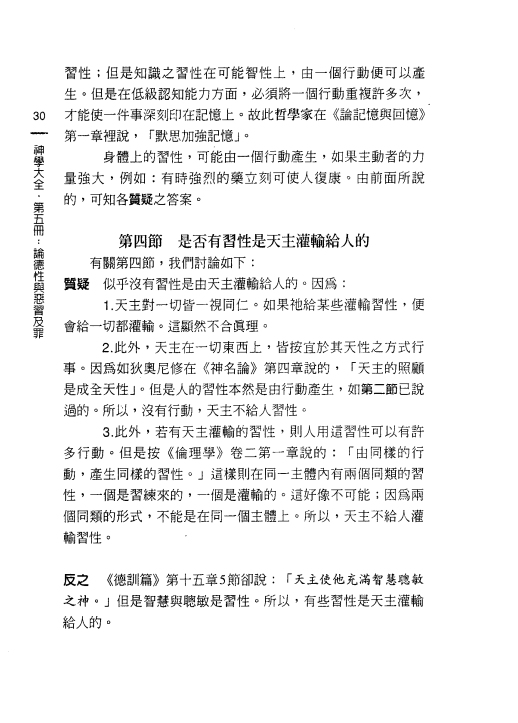 習性；但是知識之習性在可能智性上，由一個行動便可以產
生。但是在低級認知能力方面，必須將一個行動重複許多次，
才能使一件事深刻印在記憶上。故此哲學家在《論記憶與回憶》
第一章裡說，「默思加強記憶」。
身體上的習性，可能由一個行動產生，如果主動者的力
量強大，例如：有時強烈的藥立刻可使人復康。由前面所說
的，可知各質疑之答案。
第四節　是否有習性是天主灌輸給人的
有關第四節，我們討論如下：
質疑　似乎沒有習性是由天主灌輸給人的。因爲：
1.天主對一切皆一視同仁。如果祂給某些灌輸習性，便
會給一切都灌輸。這顯然不合眞理。
2.此外，天主在一切東西上，皆按宜於其天性之方式行
事。因爲如狄奧尼修在《神名論》第四章說的，「天主的照顧
是成全天性」。但是人的習性本然是由行動產生，如第二節已說
過的。所以，沒有行動，天主不給人習性。
3.此外，若有天主灌輸的習性，則人用這習性可以有許
多行動。但是按《倫理學》卷二第一章說的：「由同樣的行
動，產生同樣的習性。」這樣則在同一主體內有兩個同類的習
性，一個是習練來的，一個是灌輸的。這好像不可能；因爲兩
個同類的形式，不能是在同一個主體上。所以，天主不給人灌
輸習性。
反之　《德訓篇》第十五章5節卻說：「天主使他充滿智慧聰敏
之神。」但是智慧與聰敏是習性。所以，有些習性是天主灌輸
給人的。
30
神學大全．第五冊：論德性與惡習及罪